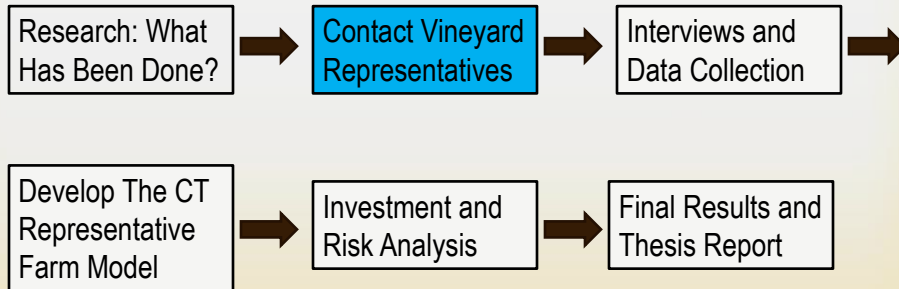 Research: What
Has Been Done?
Contact Vineyard
Representatives
Interviews and
Data Collection
Develop The CT
Representative
Farm Model
Investment and
Risk Analysis
Final Results and
Thesis Report